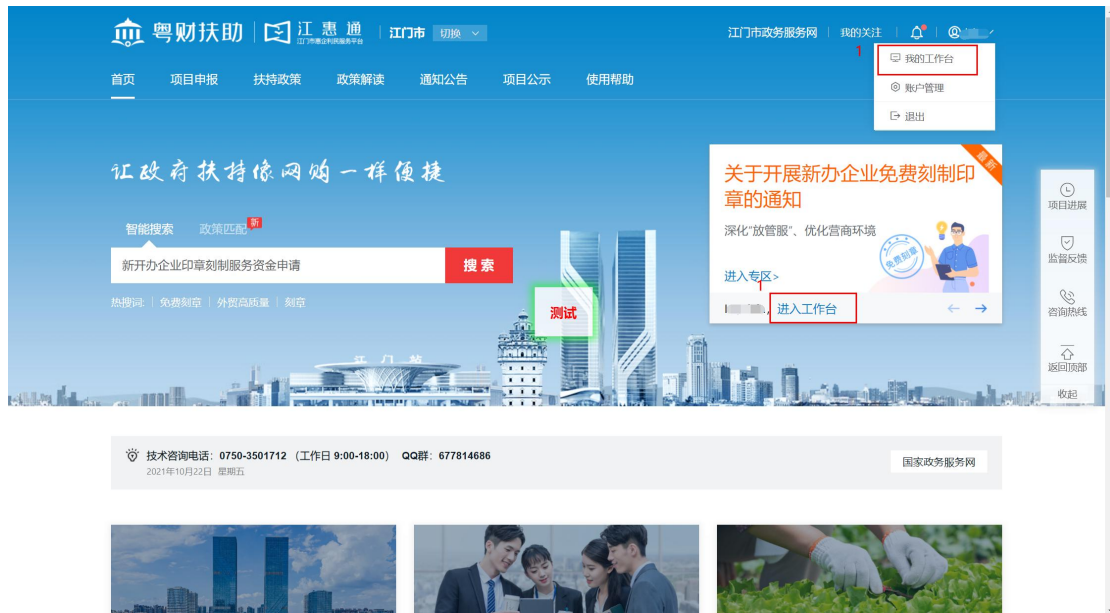 粤财扶助
江惠通
江门市惠企利民服务平台
江门市
切换
江门市政务服务网
我的关注
1
我的工作台
账户管理
退出
首页
项目申报
扶持政策
政策解读
通知公告
项目公示
使用帮助
让政府扶持像网购一样便捷
智能搜索
政策匹配
新
新开办企业印章刻制服务资金申请
搜索
热搜词:
免费刻章
外贸高质量
刻章
测试
江门站
最新
关于开展新办企业免费刻制印
章的通知
深化“放管服”、优化营商环境
免费刻章
进入专区>
1
进入工作台
项目进展
监督反馈
咨询热线
返回顶部
收起
技术咨询电话：0750-3501712 （工作日 9:00-18:00） QQ群：677814686
2021年10月22日 星期五
国家政务服务网